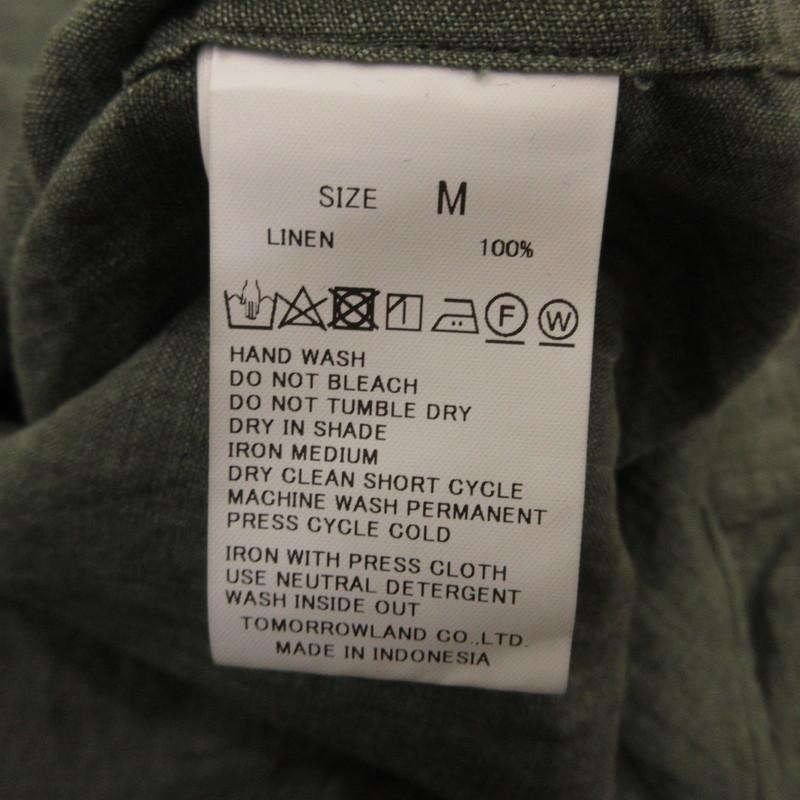 SIZE M
LINEN 100%
F W
HAND WASH
DO NOT BLEACH
DO NOT TUMBLE DRY
DRY IN SHADE
IRON MEDIUM
DRY CLEAN SHORT CYCLE
MACHINE WASH PERMANENT
PRESS CYCLE COLD
IRON WITH PRESS CLOTH
USE NEUTRAL DETERGENT
WASH INSIDE OUT
TOMORROWLAND CO.,LTD.
MADE IN INDONESIA